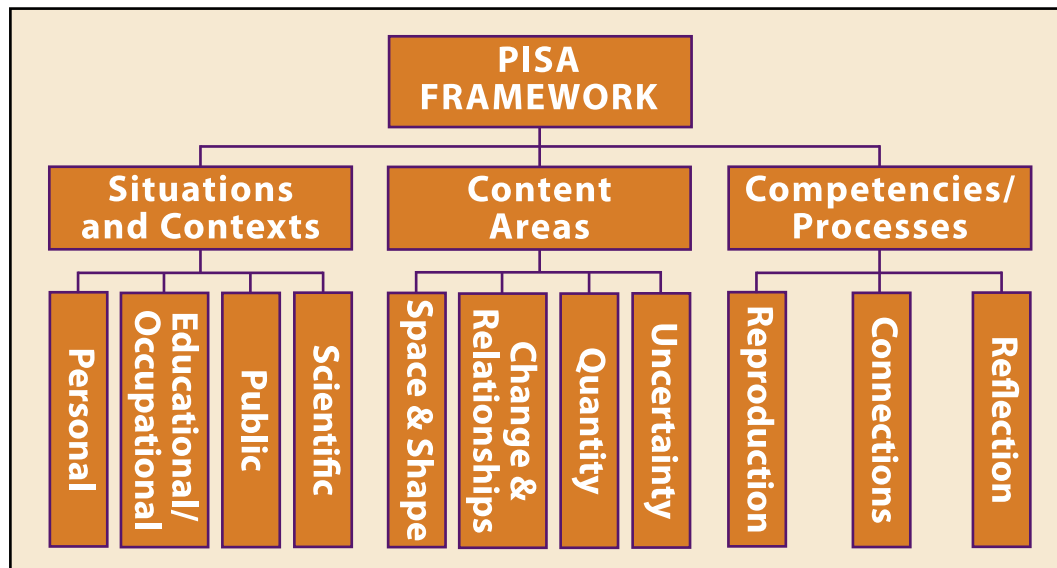 PISA
FRAMEWORK
Situations
and Contexts
Content
Areas
Competencies/
Processes
Personal
Educational/
Occupational
Public
Scientific
Space & Shape
Change &
Relationships
Quantity
Uncertainty
Reproduction
Connections
Reflection